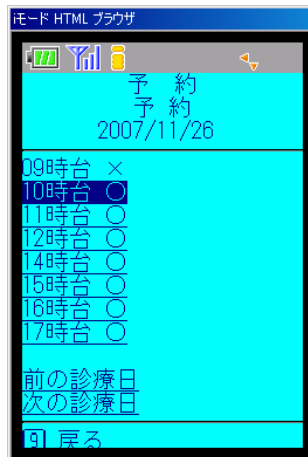 iモード HTML ブラウザ
予 約
予 約
2007/11/26
09時台 ×
10時台 ○
11時台 ○
12時台 ○
14時台 ○
15時台 ○
16時台 ○
17時台 ○
前の診療日
次の診療日
9 戻る